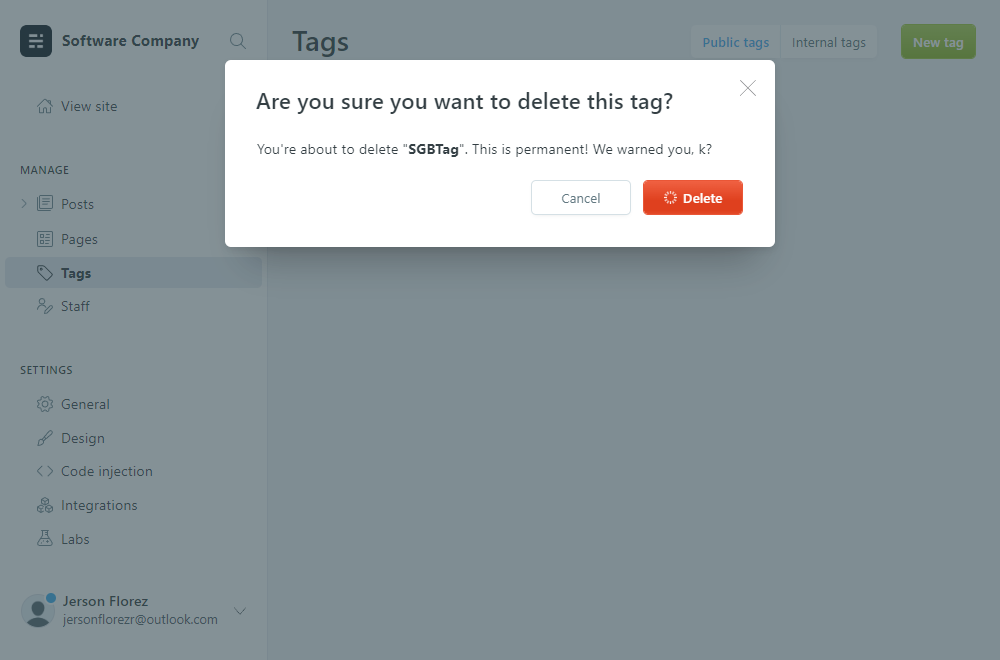 Software Company
Tags
Public tags
Internal tags
New tag
View site
Are you sure you want to delete this tag?
You're about to delete "SGBTag". This is permanent! We warned you, k?
Cancel
Delete
MANAGE
Posts
Pages
Tags
Staff
SETTINGS
General
Design
Code injection
Integrations
Labs
Jerson Florez
jersonflorezr@outlook.com